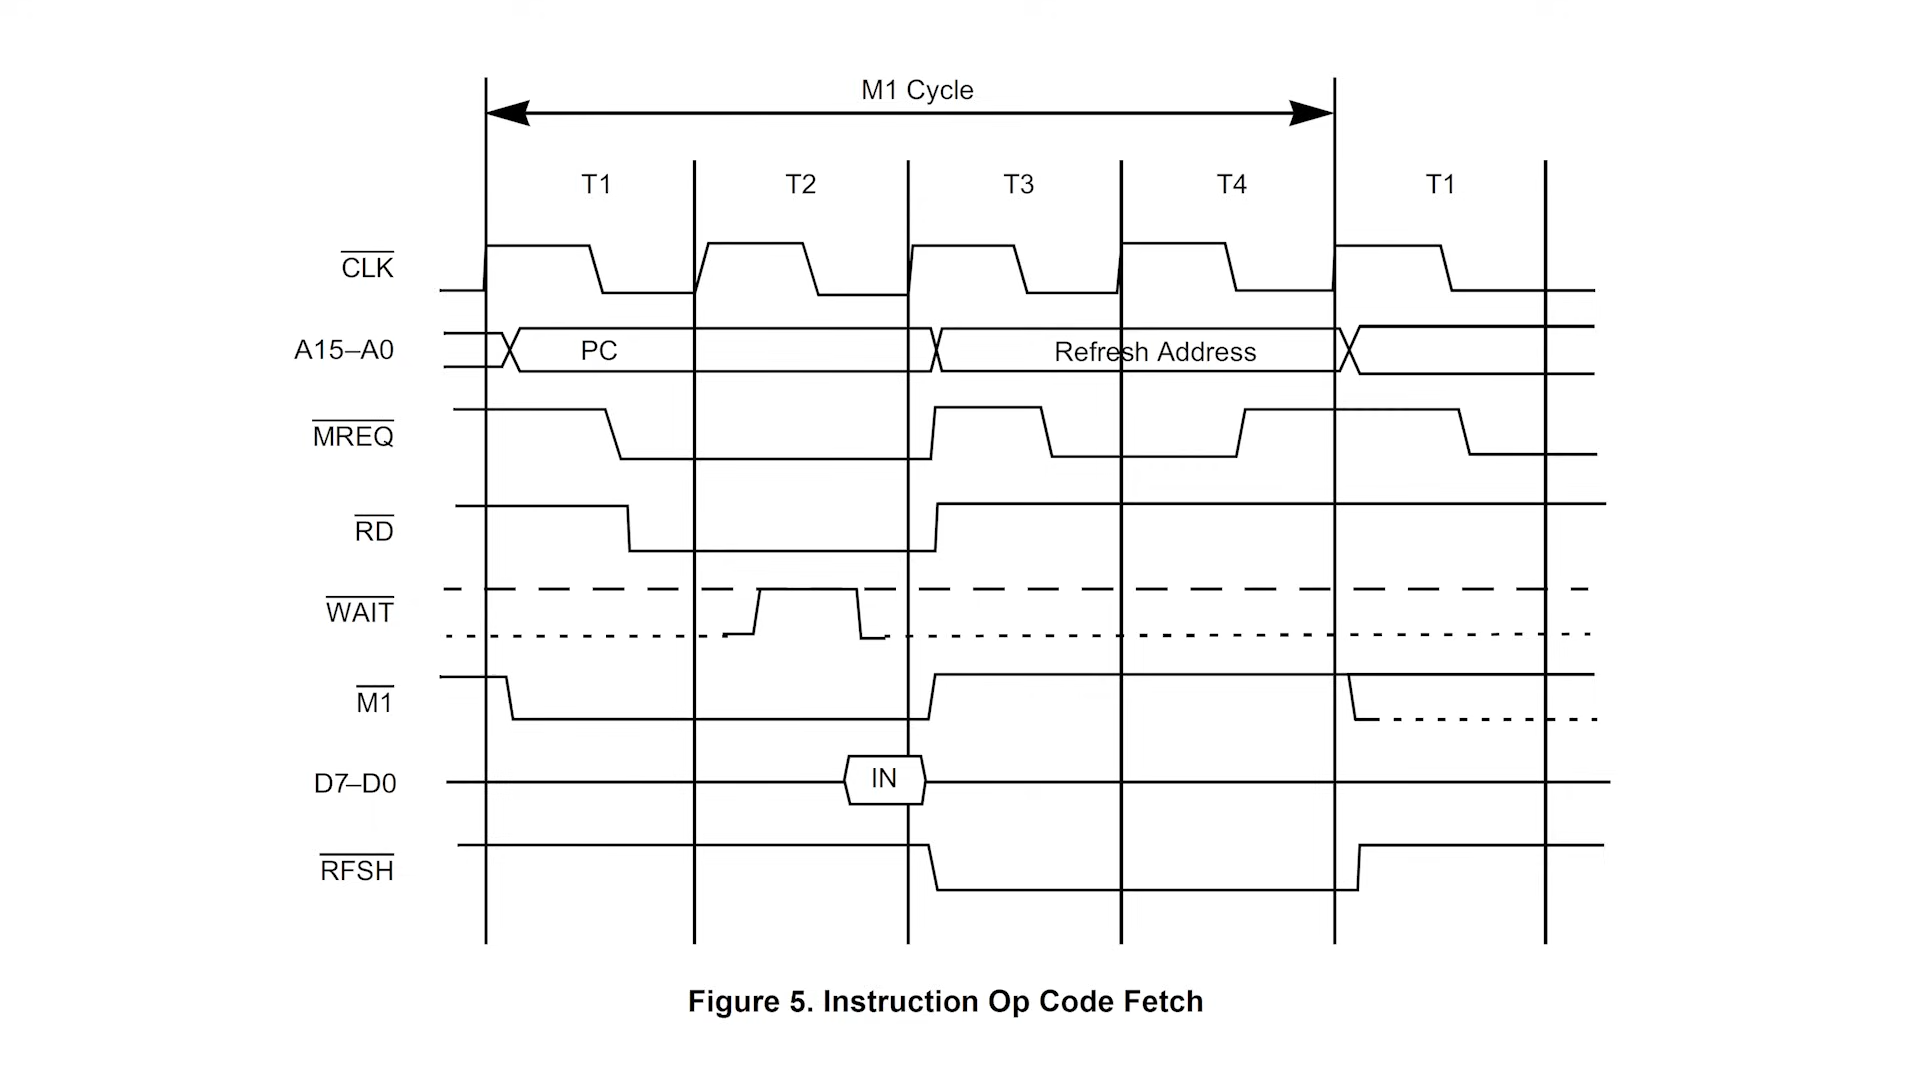 M1 Cycle
T1 T2 T3 T4 T1
CLK
A15–A0 PC Refresh Address
MREQ
RD
WAIT
M1
D7–D0 IN
RFSH
Figure 5. Instruction Op Code Fetch